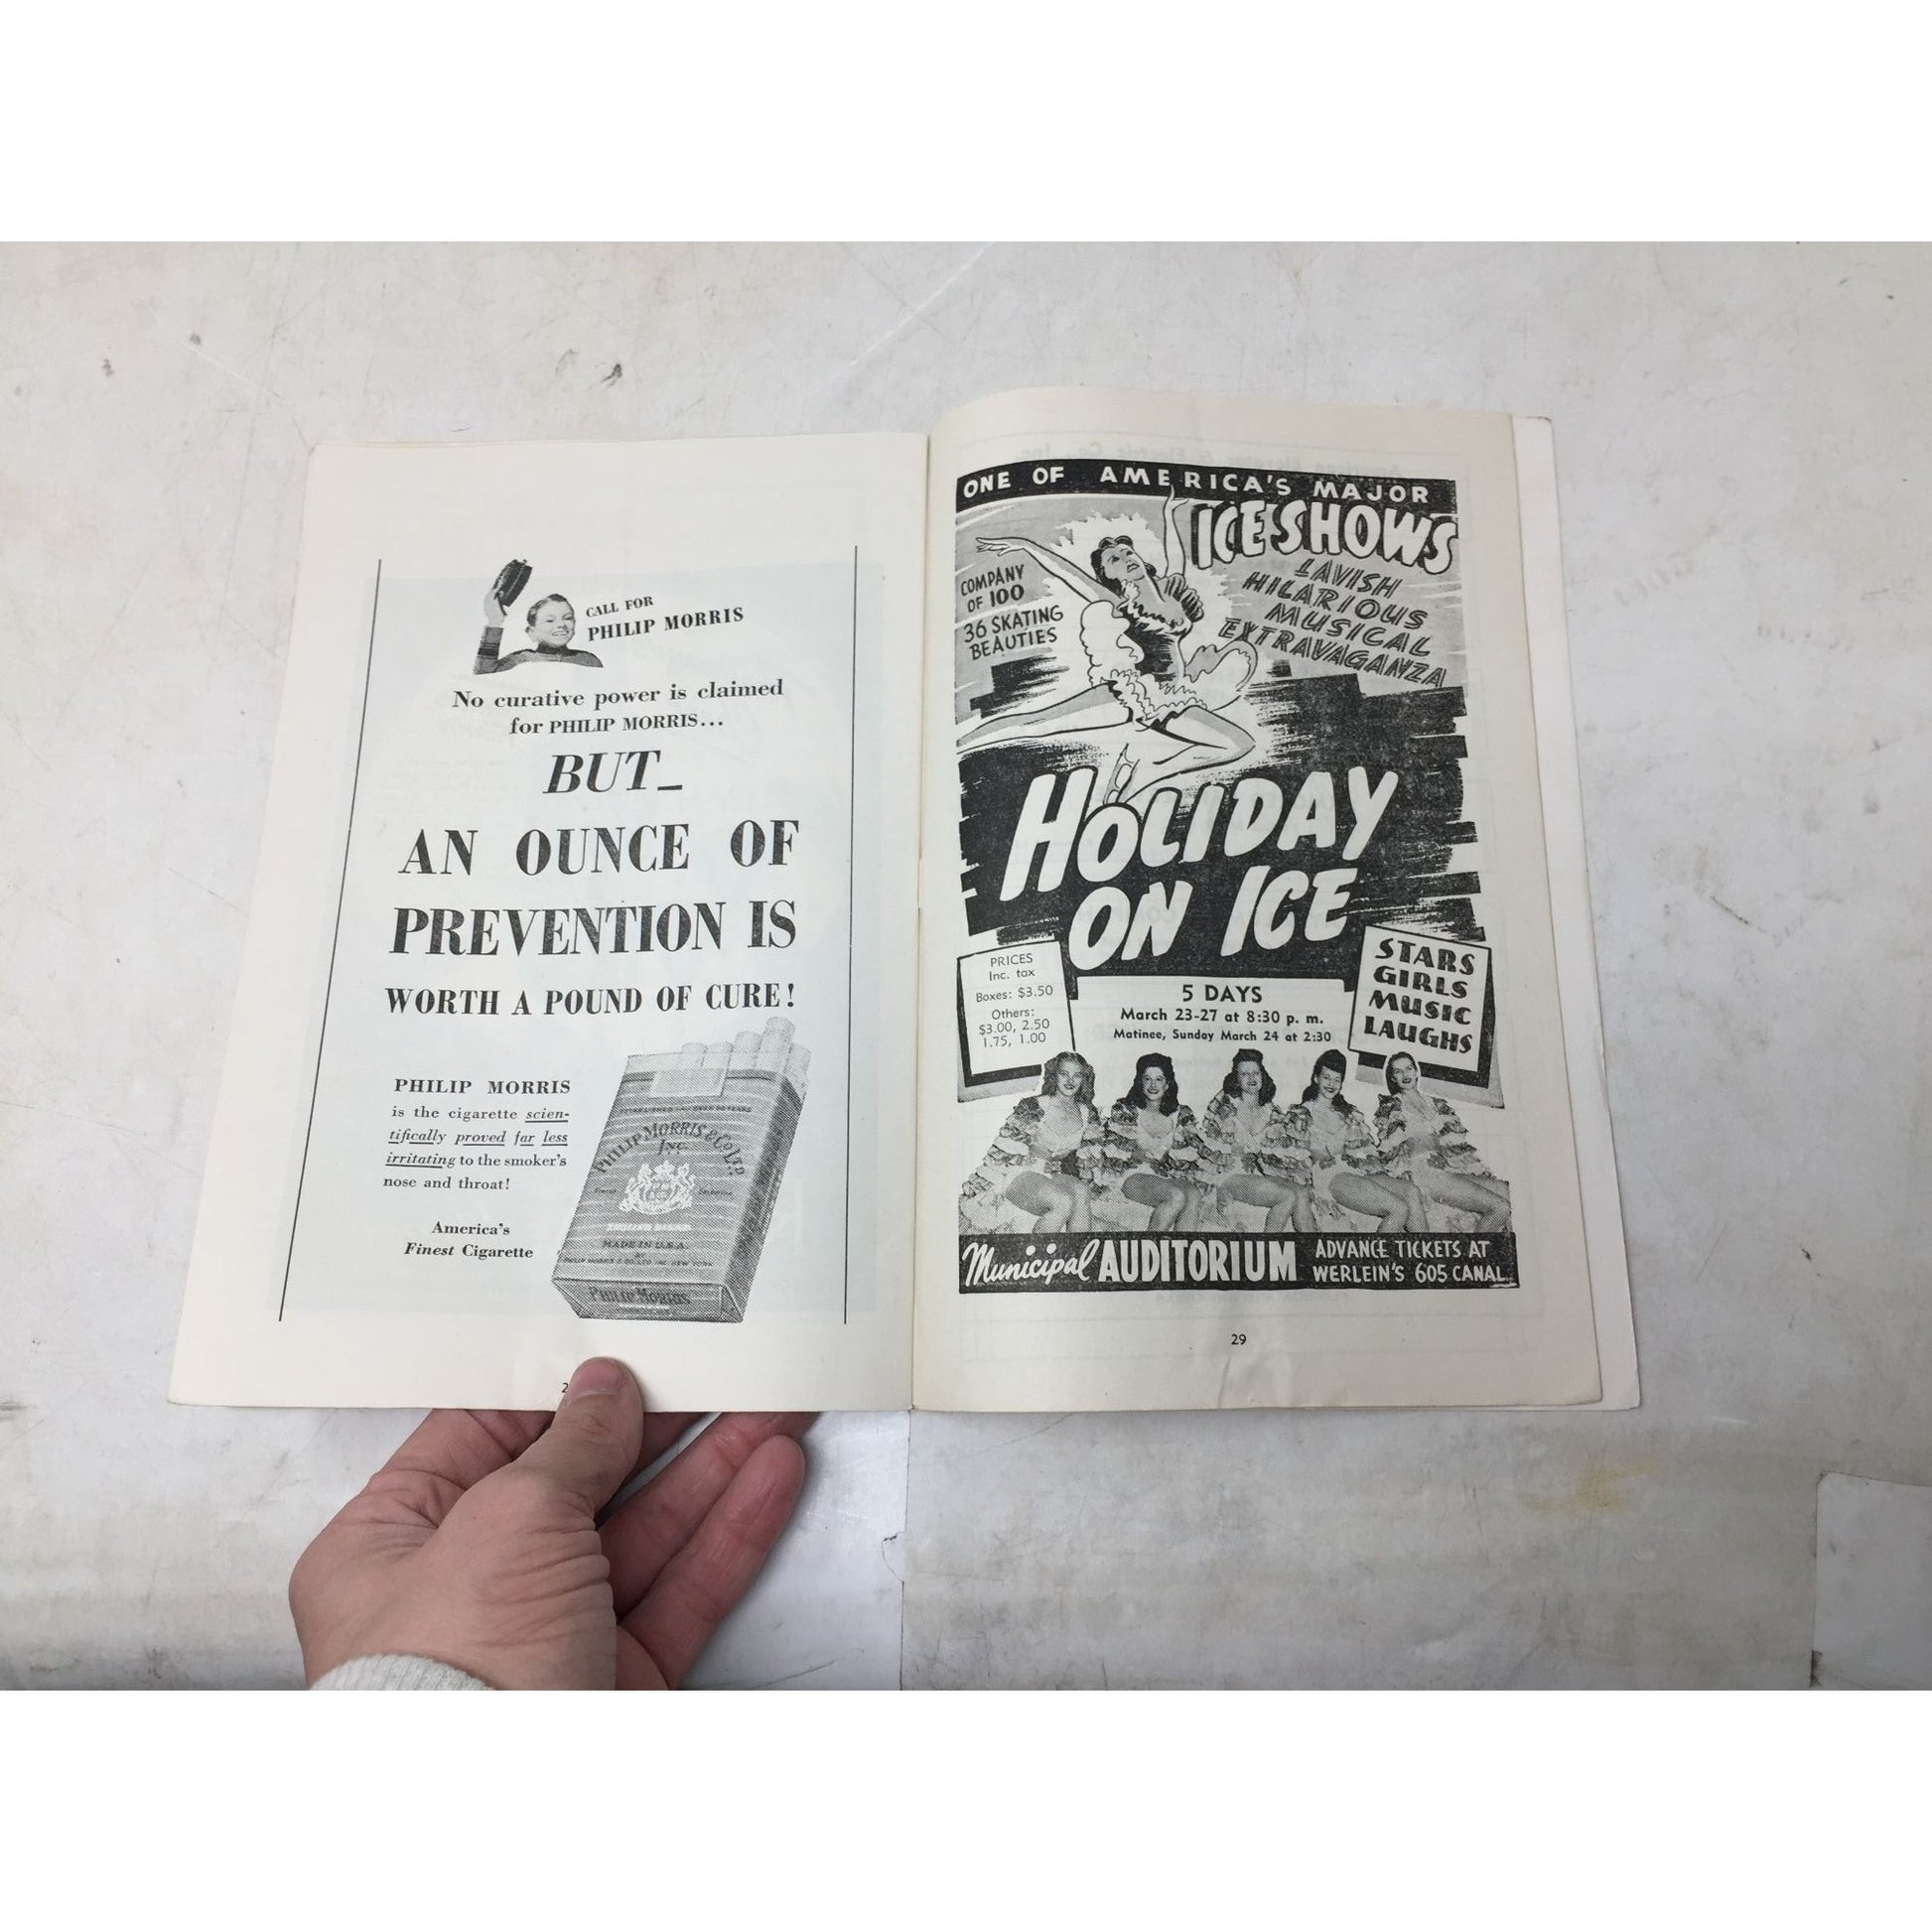 CALL FOR
PHILIP MORRIS
No curative power is claimed
for PHILIP MORRIS...
BUT_
AN OUNCE OF
PREVENTION IS
WORTH A POUND OF CURE!
PHILIP MORRIS
is the cigarette scien-
tifically proved far less
irritating to the smoker's
nose and throat!
America's
Finest Cigarette
PHILIP MORRIS & CO LTD
INC.
MADE IN U.S.A.
PHILIP MORRIS
ONE OF AMERICA'S MAJOR
ICE SHOWS
COMPANY
OF 100
36 SKATING
BEAUTIES
LAVISH
HILARIOUS
MUSICAL
EXTRAVAGANZA
HOLIDAY
ON ICE
PRICES
Inc. tax
Boxes: $3.50
Others:
$3.00, 2.50
1.75, 1.00
5 DAYS
March 23-27 at 8:30 p. m.
Matinee, Sunday March 24 at 2:30
STARS
GIRLS
MUSIC
LAUGHS
Municipal AUDITORIUM
ADVANCE TICKETS AT
WERLEIN'S 605 CANAL
29